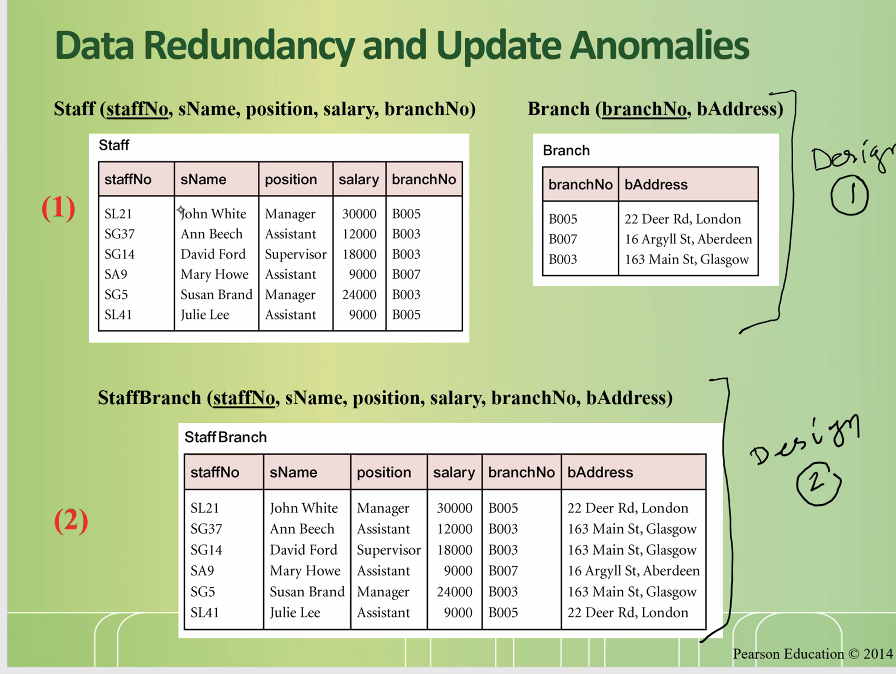 Data Redundancy and Update Anomalies
Staff (staffNo, sName, position, salary, branchNo)
Branch (branchNo, bAddress)
Design
1
(1)
Staff
staffNo sName position salary branchNo
SL21 John White Manager 30000 B005
SG37 Ann Beech Assistant 12000 B003
SG14 David Ford Supervisor 18000 B003
SA9 Mary Howe Assistant 9000 B007
SG5 Susan Brand Manager 24000 B003
SL41 Julie Lee Assistant 9000 B005
Branch
branchNo bAddress
B005 22 Deer Rd, London
B007 16 Argyll St, Aberdeen
B003 163 Main St, Glasgow
StaffBranch (staffNo, sName, position, salary, branchNo, bAddress)
Design
2
(2)
StaffBranch
staffNo sName position salary branchNo bAddress
SL21 John White Manager 30000 B005 22 Deer Rd, London
SG37 Ann Beech Assistant 12000 B003 163 Main St, Glasgow
SG14 David Ford Supervisor 18000 B003 163 Main St, Glasgow
SA9 Mary Howe Assistant 9000 B007 16 Argyll St, Aberdeen
SG5 Susan Brand Manager 24000 B003 163 Main St, Glasgow
SL41 Julie Lee Assistant 9000 B005 22 Deer Rd, London
Pearson Education © 2014